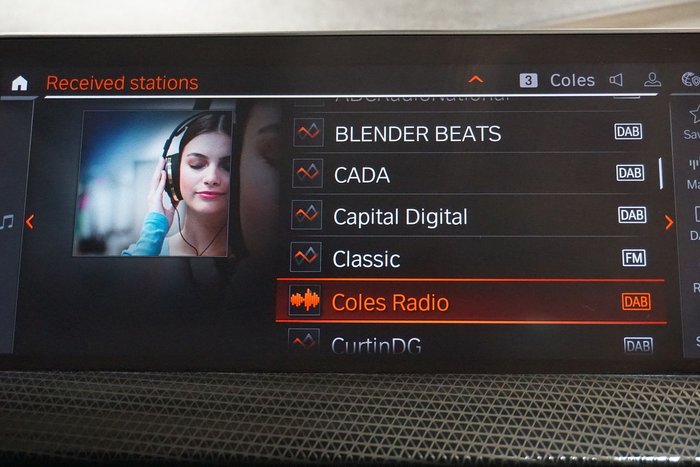 Received stations
3 Coles
ABCRadioNational
BLENDER BEATS DAB
CADA DAB
Capital Digital DAB
Classic FM
Coles Radio DAB
CurtinDG DAB